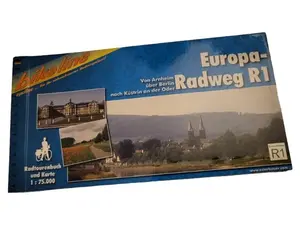 bikeline
Europa-
Radweg R1
Von Arnheim
über Berlin
nach Küstrin an der Oder
Radtourenbuch
und Karte
1 : 75.000
R1